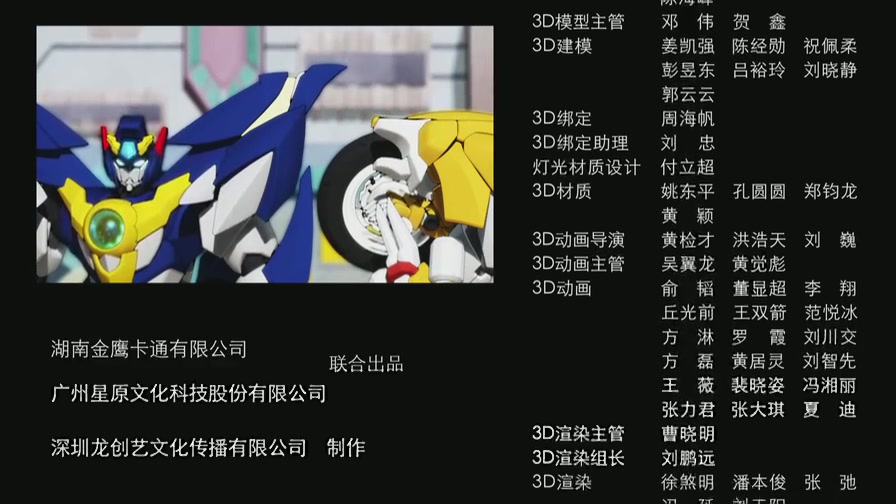 3D模型主管 邓 伟 贺 鑫
3D建模 姜凯强 陈经勋 祝佩柔
彭昱东 吕裕玲 刘晓静
郭云云
3D绑定 周海帆
3D绑定助理 刘 忠
灯光材质设计 付立超
3D材质 姚东平 孔圆圆 郑钧龙
黄 颖
3D动画导演 黄检才 洪浩天 刘 巍
3D动画主管 吴翼龙 黄觉彪
3D动画 俞 韬 董显超 李 翔
丘光前 王双箭 范悦冰
方 淋 罗 霞 刘川交
方 磊 黄居灵 刘智先
王 薇 裴晓姿 冯湘丽
张力君 张大琪 夏 迪
3D渲染主管 曹晓明
3D渲染组长 刘鹏远
3D渲染 徐煞明 潘本俊 张 弛
湖南金鹰卡通有限公司
联合出品
广州星原文化科技股份有限公司
深圳龙创艺文化传播有限公司 制作